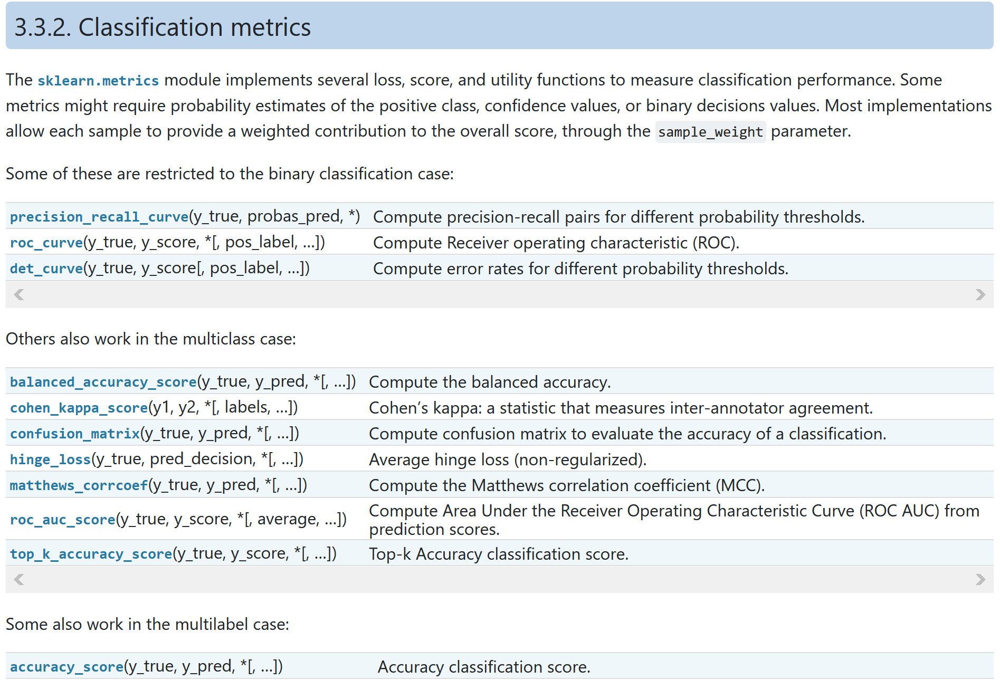 3.3.2. Classification metrics
The sklearn.metrics module implements several loss, score, and utility functions to measure classification performance. Some
metrics might require probability estimates of the positive class, confidence values, or binary decisions values. Most implementations
allow each sample to provide a weighted contribution to the overall score, through the sample_weight parameter.
Some of these are restricted to the binary classification case:
precision_recall_curve(y_true, probas_pred, *) Compute precision-recall pairs for different probability thresholds.
roc_curve(y_true, y_score, *[, pos_label, ...]) Compute Receiver operating characteristic (ROC).
det_curve(y_true, y_score[, pos_label, ...]) Compute error rates for different probability thresholds.
Others also work in the multiclass case:
balanced_accuracy_score(y_true, y_pred, *[, ...]) Compute the balanced accuracy.
cohen_kappa_score(y1, y2, *[, labels, ...]) Cohen’s kappa: a statistic that measures inter-annotator agreement.
confusion_matrix(y_true, y_pred, *[, ...]) Compute confusion matrix to evaluate the accuracy of a classification.
hinge_loss(y_true, pred_decision, *[, ...]) Average hinge loss (non-regularized).
matthews_corrcoef(y_true, y_pred, *[, ...]) Compute the Matthews correlation coefficient (MCC).
roc_auc_score(y_true, y_score, *[, average, ...]) Compute Area Under the Receiver Operating Characteristic Curve (ROC AUC) from
prediction scores.
top_k_accuracy_score(y_true, y_score, *[, ...]) Top-k Accuracy classification score.
Some also work in the multilabel case:
accuracy_score(y_true, y_pred, *[, ...]) Accuracy classification score.